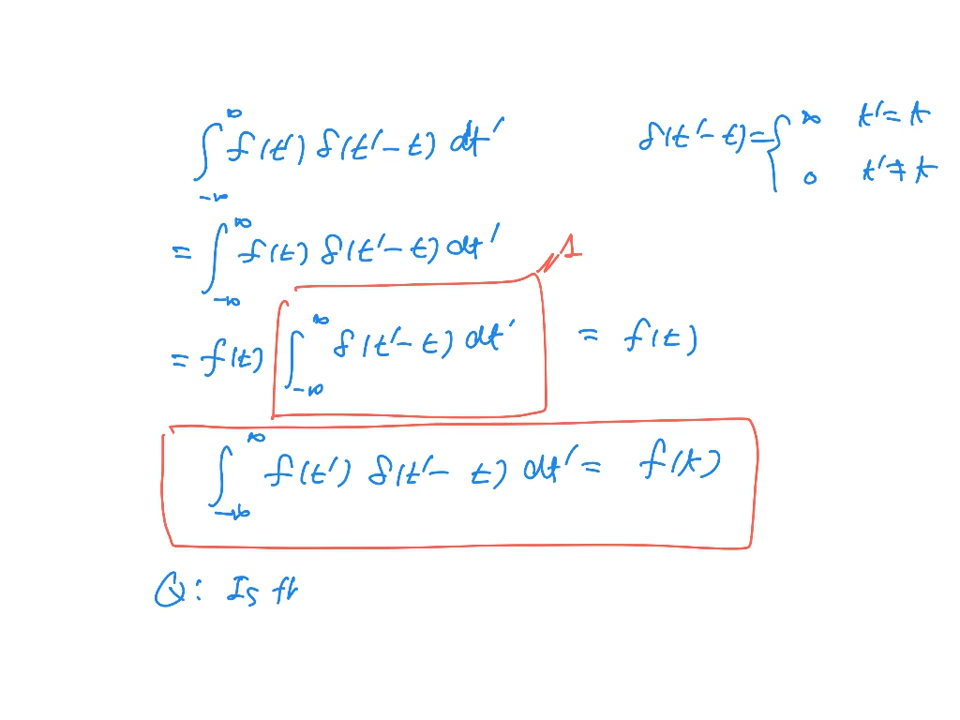 ∫_{-∞}^{∞} f(t') δ(t'-t) dt'
δ(t'-t) = { ∞ t'=t
0 t'≠t
= ∫_{-∞}^{∞} f(t) δ(t'-t) dt'
1
= f(t) ∫_{-∞}^{∞} δ(t'-t) dt' = f(t)
∫_{-∞}^{∞} f(t') δ(t'-t) dt' = f(t)
Q: Is